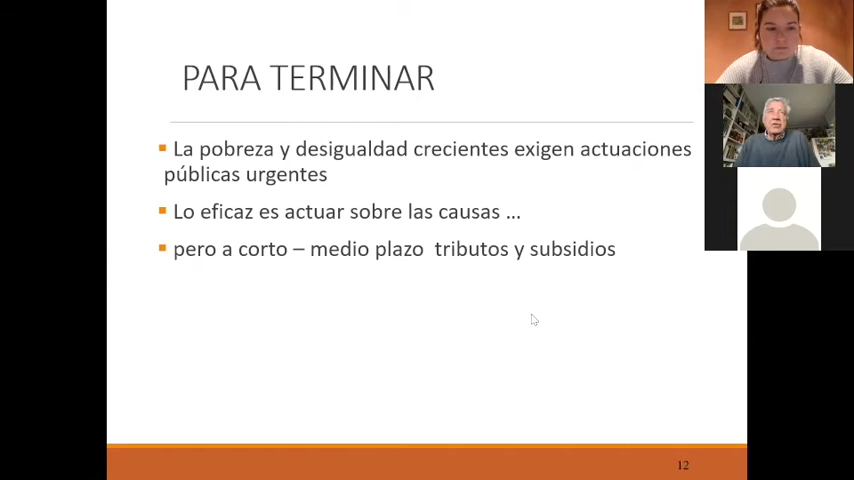 PARA TERMINAR
▪ La pobreza y desigualdad crecientes exigen actuaciones
públicas urgentes
▪ Lo eficaz es actuar sobre las causas ...
▪ pero a corto – medio plazo tributos y subsidios
12